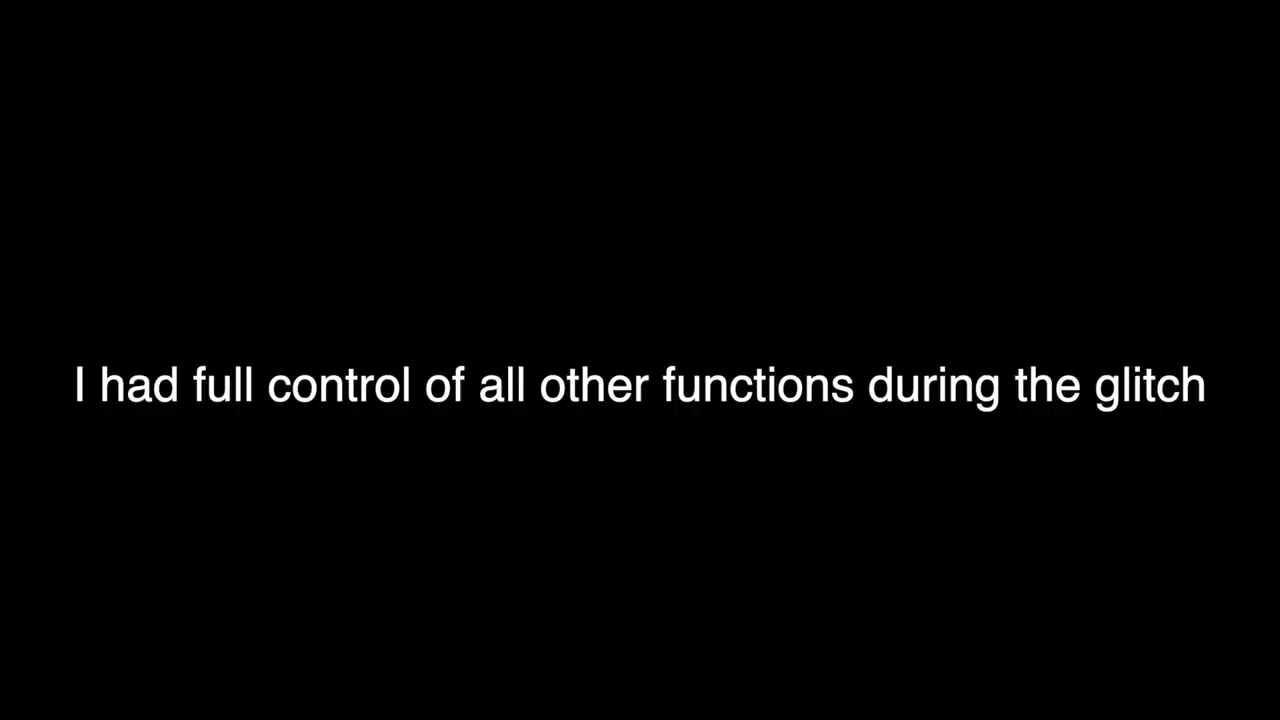 I had full control of all other functions during the glitch